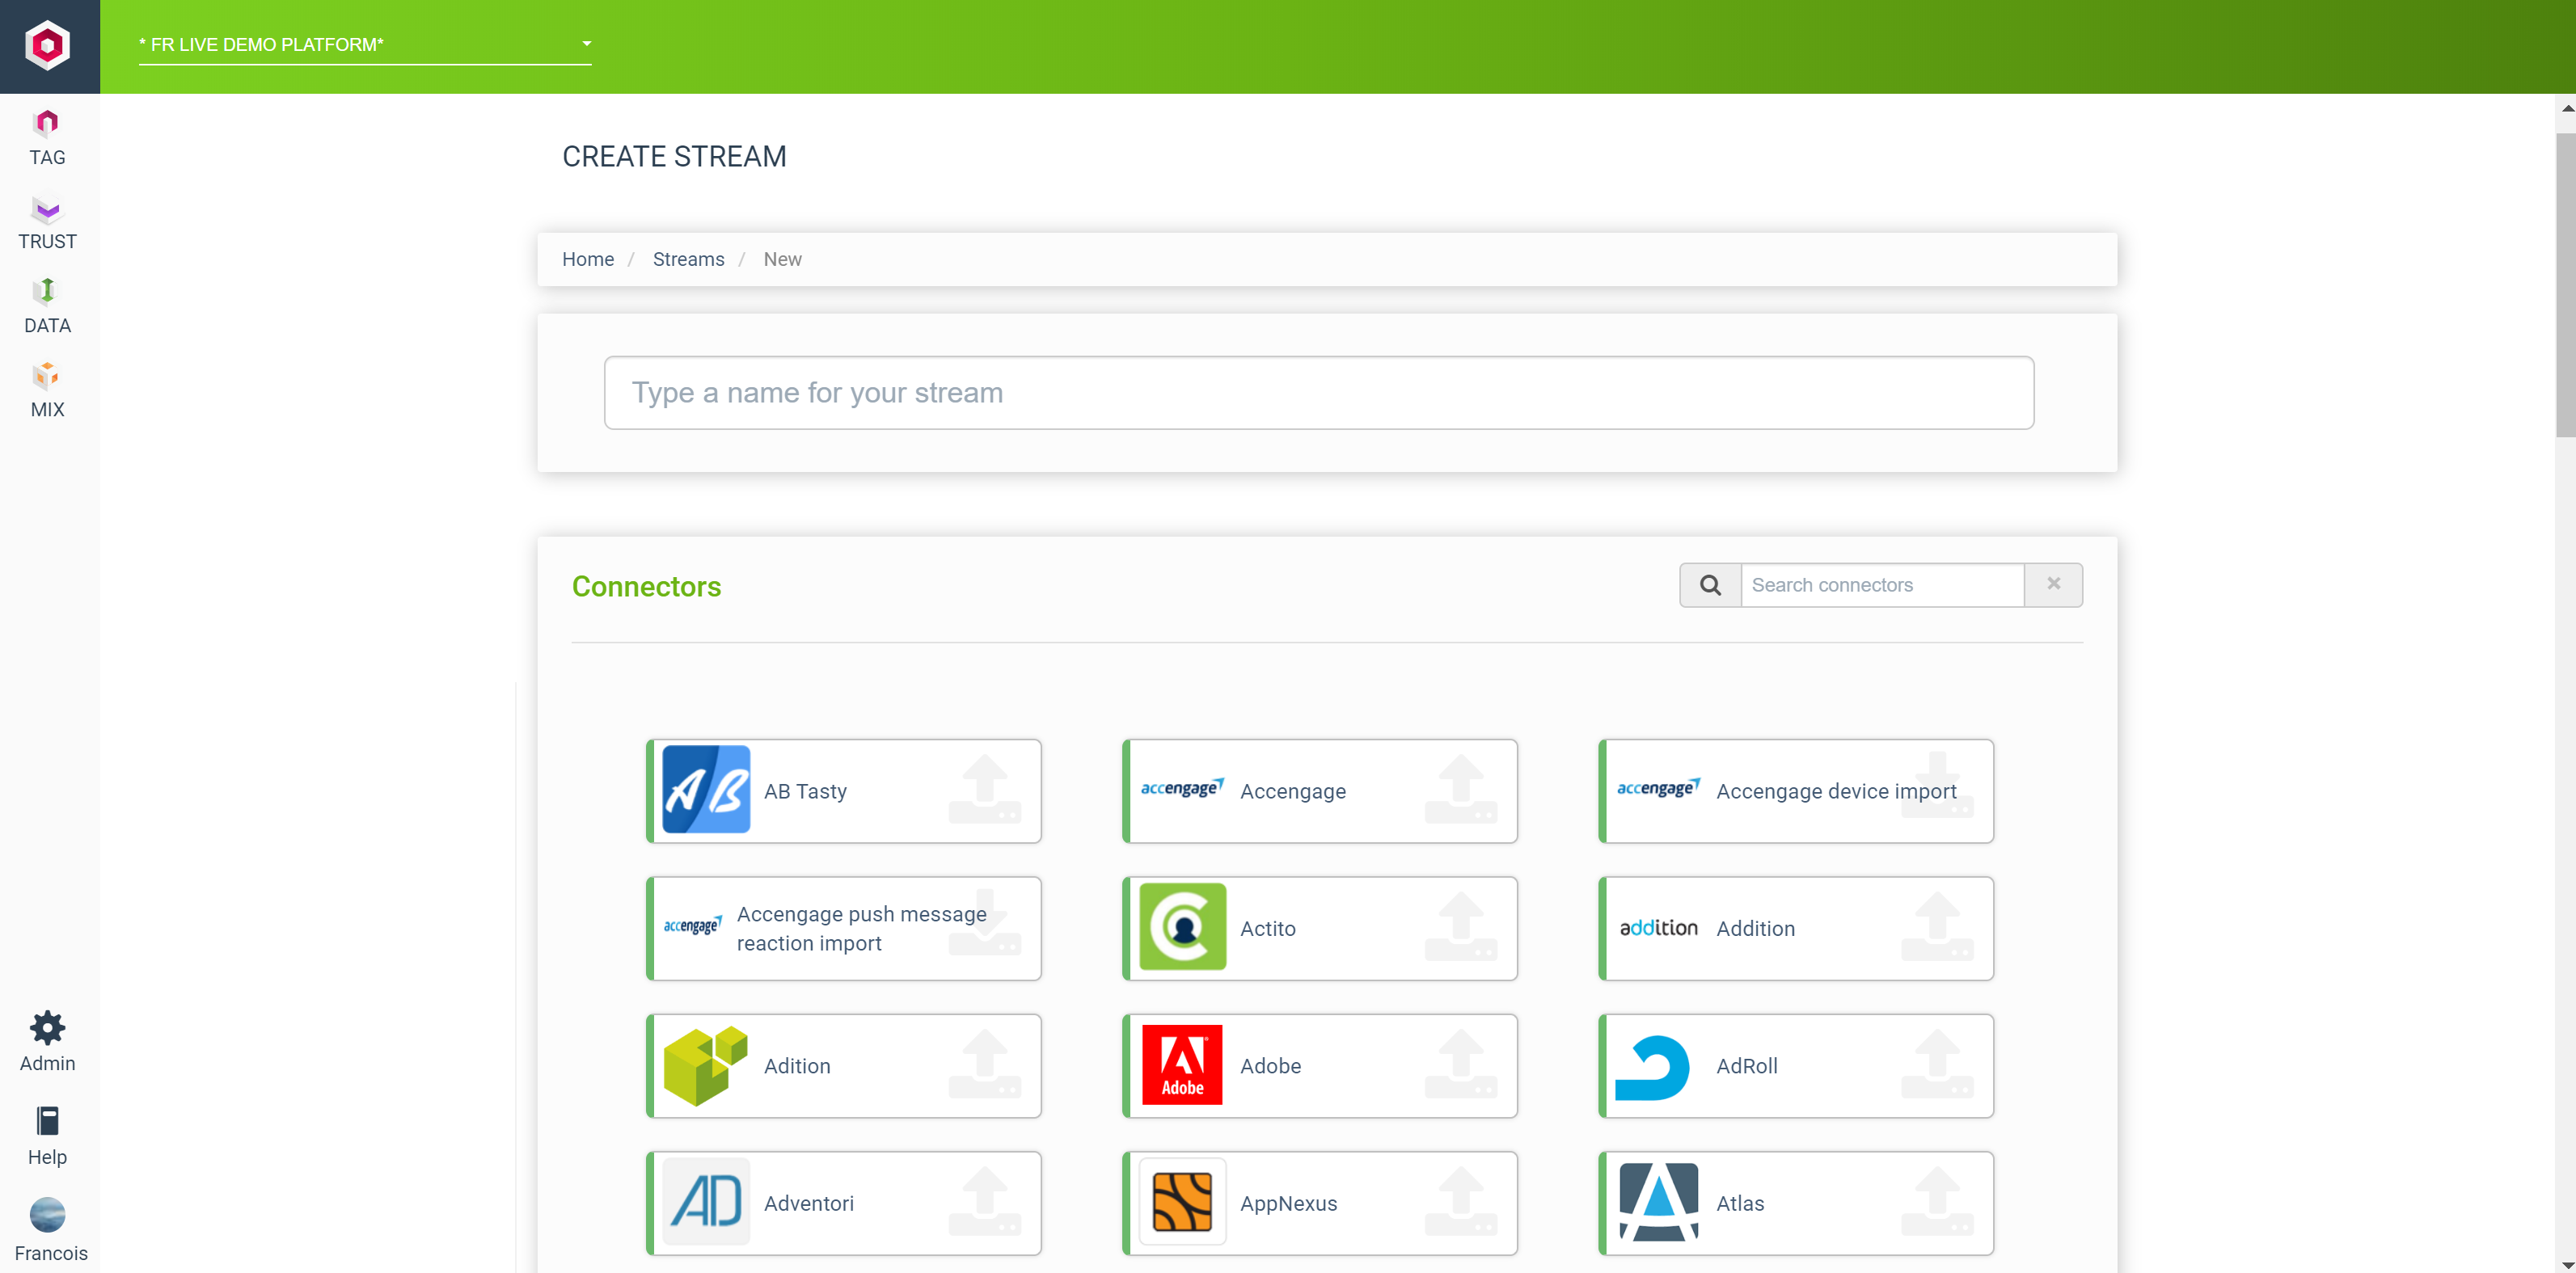 * FR LIVE DEMO PLATFORM*
TAG
TRUST
DATA
MIX
Admin
Help
Francois
CREATE STREAM
Home / Streams / New
Type a name for your stream
Connectors
Search connectors
AB
AB Tasty
accengage
Accengage
accengage
Accengage device import
accengage
Accengage push message
reaction import
Actito
addition
Addition
Adition
Adobe
Adobe
AdRoll
AD
Adventori
AppNexus
Atlas